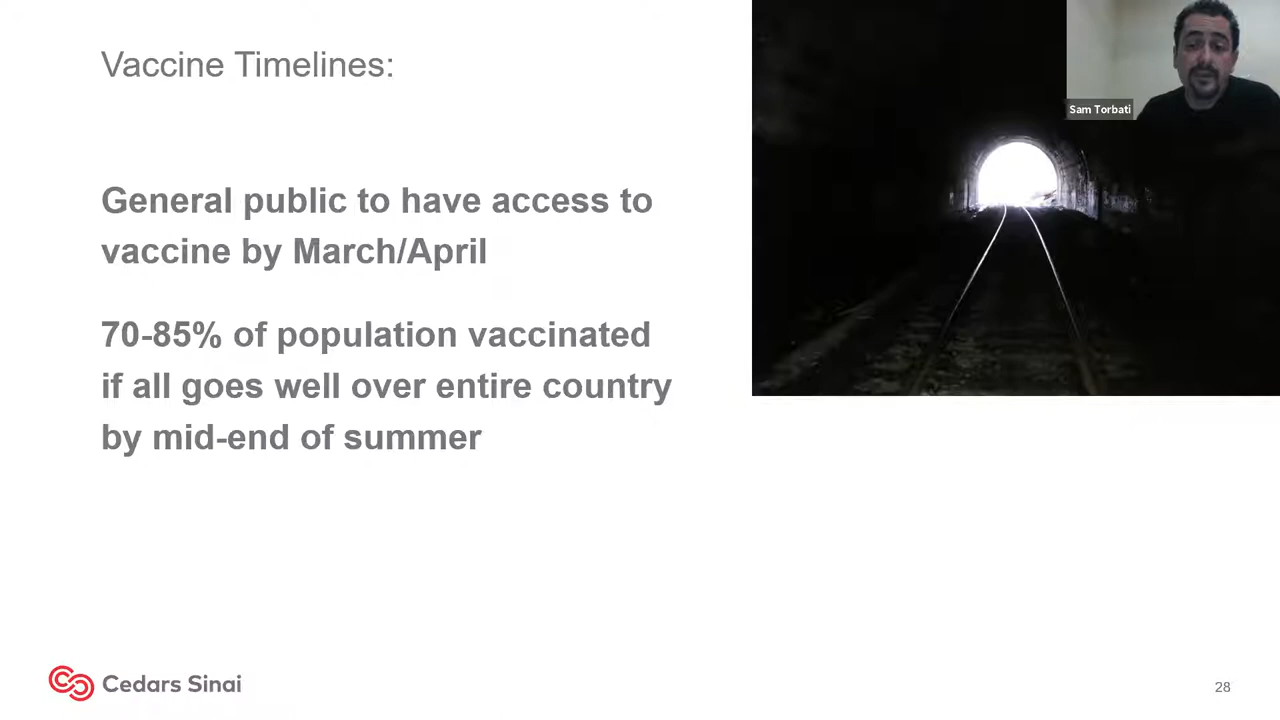 Vaccine Timelines:
Sam Torbati
General public to have access to
vaccine by March/April
70-85% of population vaccinated
if all goes well over entire country
by mid-end of summer
Cedars Sinai
28